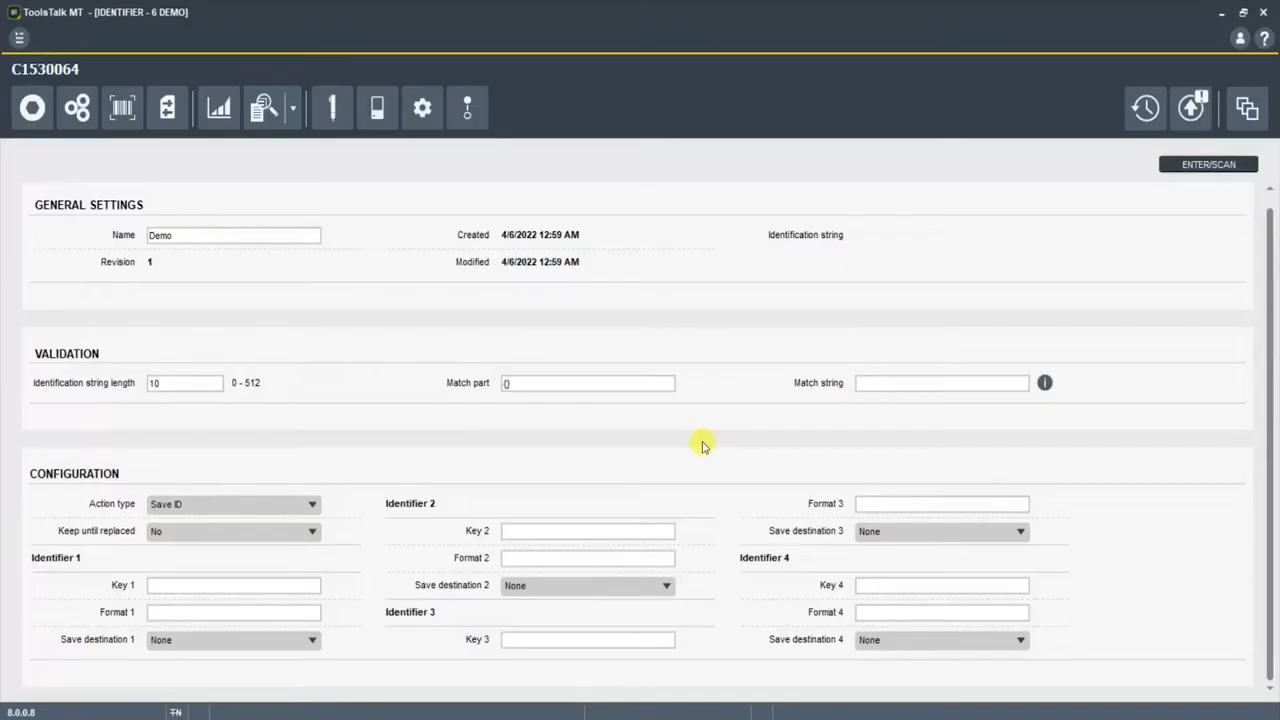 ToolsTalk MT - [IDENTIFIER - 6 DEMO]
C1530064
ENTER/SCAN
GENERAL SETTINGS
Name Demo Created 4/6/2022 12:59 AM Identification string
Revision 1 Modified 4/6/2022 12:59 AM
VALIDATION
Identification string length 10 0 - 512 Match part {} Match string
CONFIGURATION
Action type Save ID Identifier 2 Format 3
Keep until replaced No Key 2 Save destination 3 None
Identifier 1 Format 2 Identifier 4
Key 1 Save destination 2 None Key 4
Format 1 Identifier 3 Format 4
Save destination 1 None Key 3 Save destination 4 None
8.0.0.8 TN